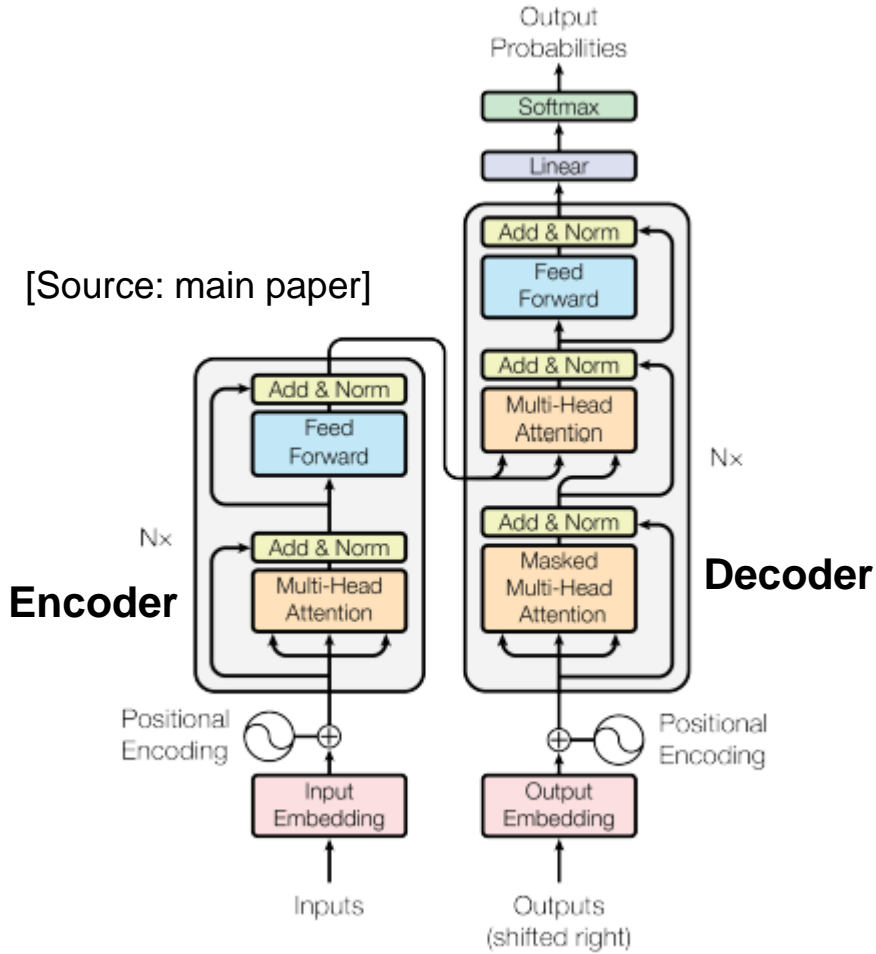 Output
Probabilities
Softmax
Linear
Add & Norm
Feed
Forward
Add & Norm
Multi-Head
Attention
Nx
Add & Norm
Masked
Multi-Head
Attention
Decoder
Positional
Encoding
Output
Embedding
Outputs
(shifted right)
[Source: main paper]
Add & Norm
Feed
Forward
Nx
Add & Norm
Multi-Head
Attention
Encoder
Positional
Encoding
Input
Embedding
Inputs